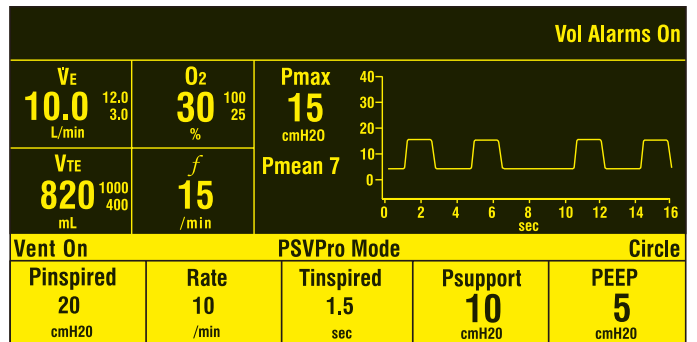 Vol Alarms On
V̇E
10.0 12.0 3.0
L/min
O2
30 100 25
%
VTE
820 1000 400
mL
f
15
/min
Pmax
15
cmH2O
Pmean 7
40
30
20
10
0
0 2 4 6 8 10 12 14 16
sec
Vent On PSVPro Mode Circle
Pinspired
20
cmH20
Rate
10
/min
Tinspired
1.5
sec
Psupport
10
cmH20
PEEP
5
cmH20